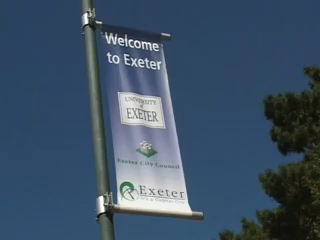 Welcome
to Exeter
UNIVERSITY
of
EXETER
Exeter City Council
Exeter